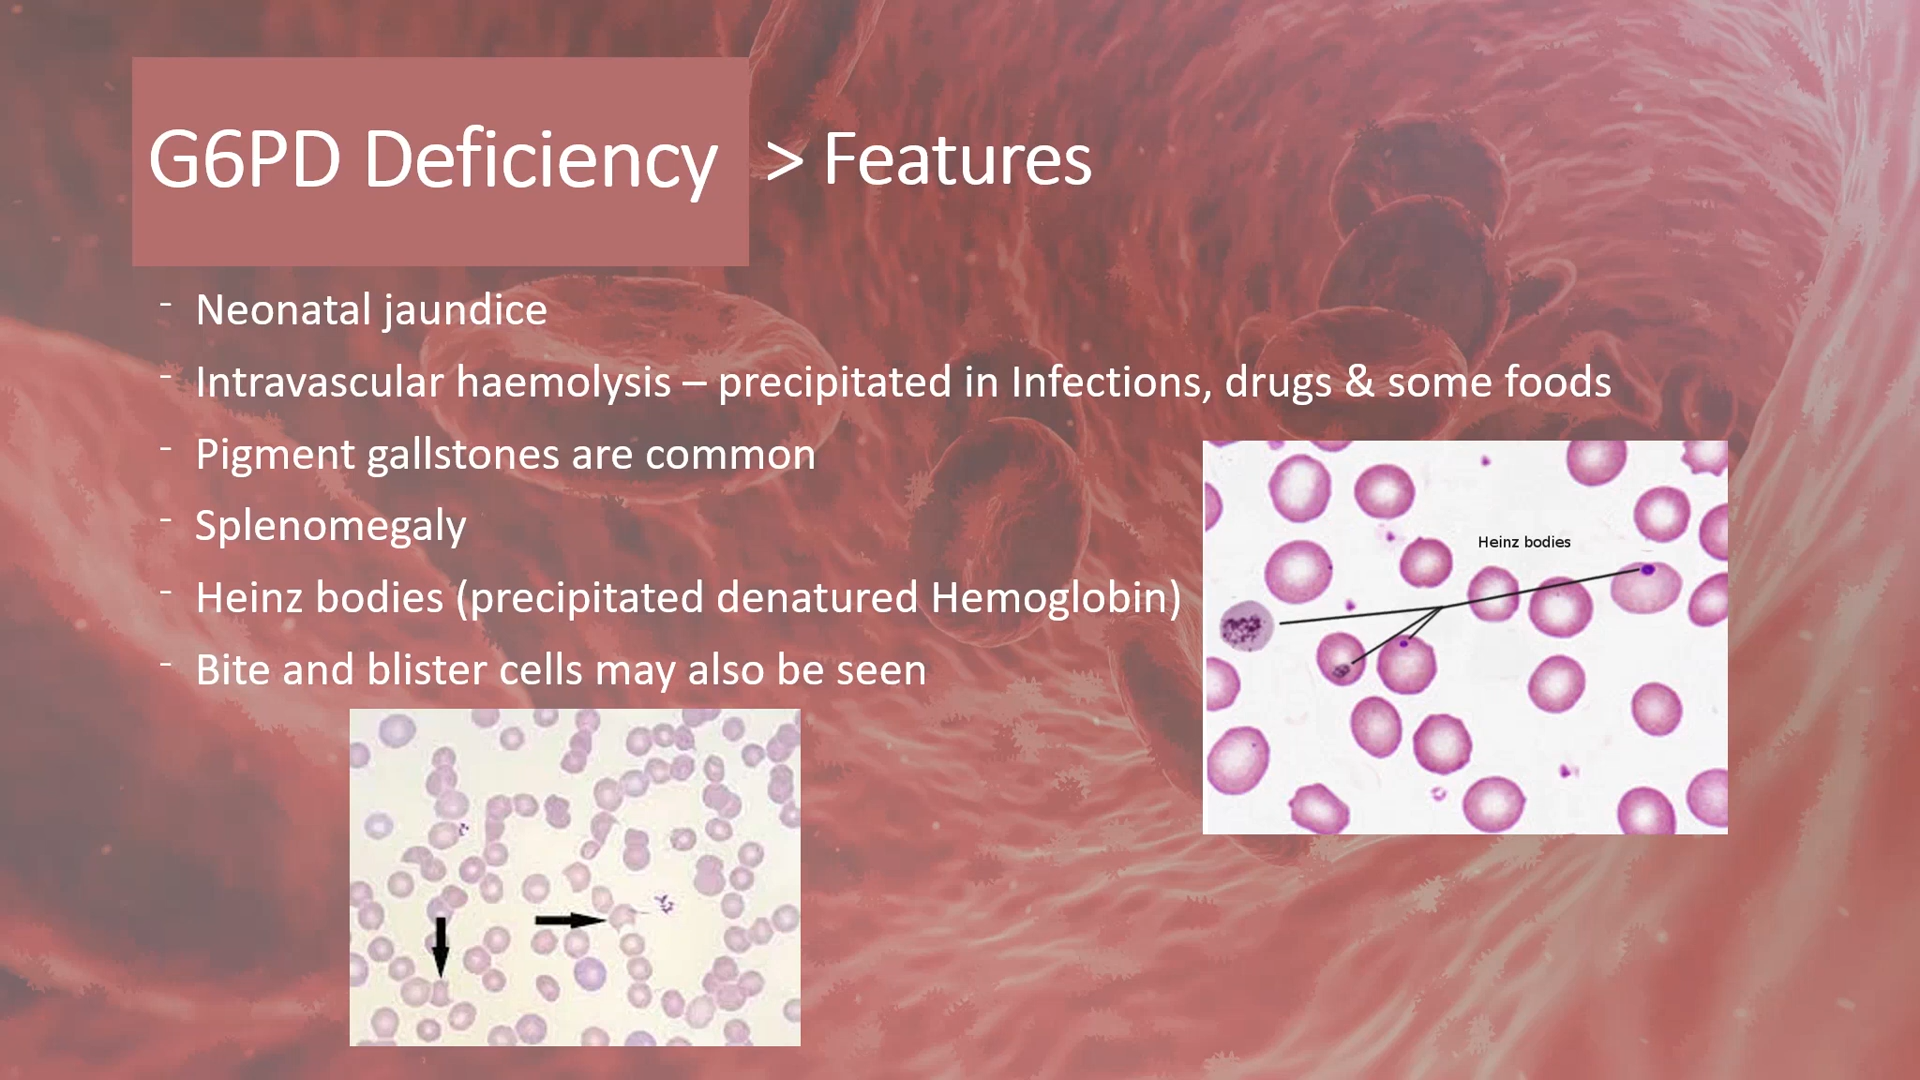 G6PD Deficiency > Features
- Neonatal jaundice
- Intravascular haemolysis – precipitated in Infections, drugs & some foods
- Pigment gallstones are common
- Splenomegaly
- Heinz bodies (precipitated denatured Hemoglobin)
- Bite and blister cells may also be seen
Heinz bodies